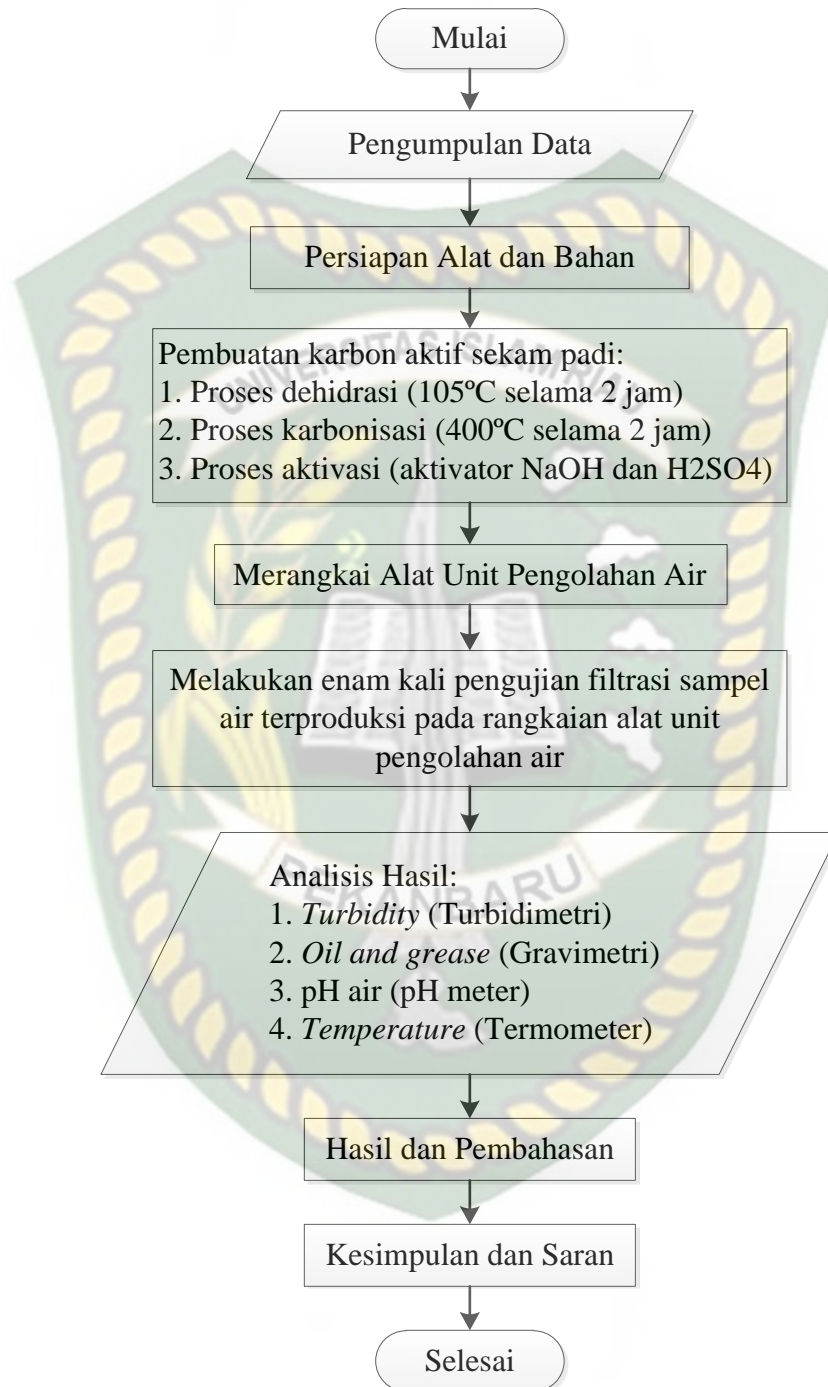 Mulai
Pengumpulan Data
Persiapan Alat dan Bahan
UNIVERSITAS ISLAM RIAU
Pembuatan karbon aktif sekam padi:
1. Proses dehidrasi (105ºC selama 2 jam)
2. Proses karbonisasi (400ºC selama 2 jam)
3. Proses aktivasi (aktivator NaOH dan H2SO4)
Merangkai Alat Unit Pengolahan Air
Melakukan enam kali pengujian filtrasi sampel
air terproduksi pada rangkaian alat unit
pengolahan air
PEKANBARU
Analisis Hasil:
1. Turbidity (Turbidimetri)
2. Oil and grease (Gravimetri)
3. pH air (pH meter)
4. Temperature (Termometer)
Hasil dan Pembahasan
Kesimpulan dan Saran
Selesai